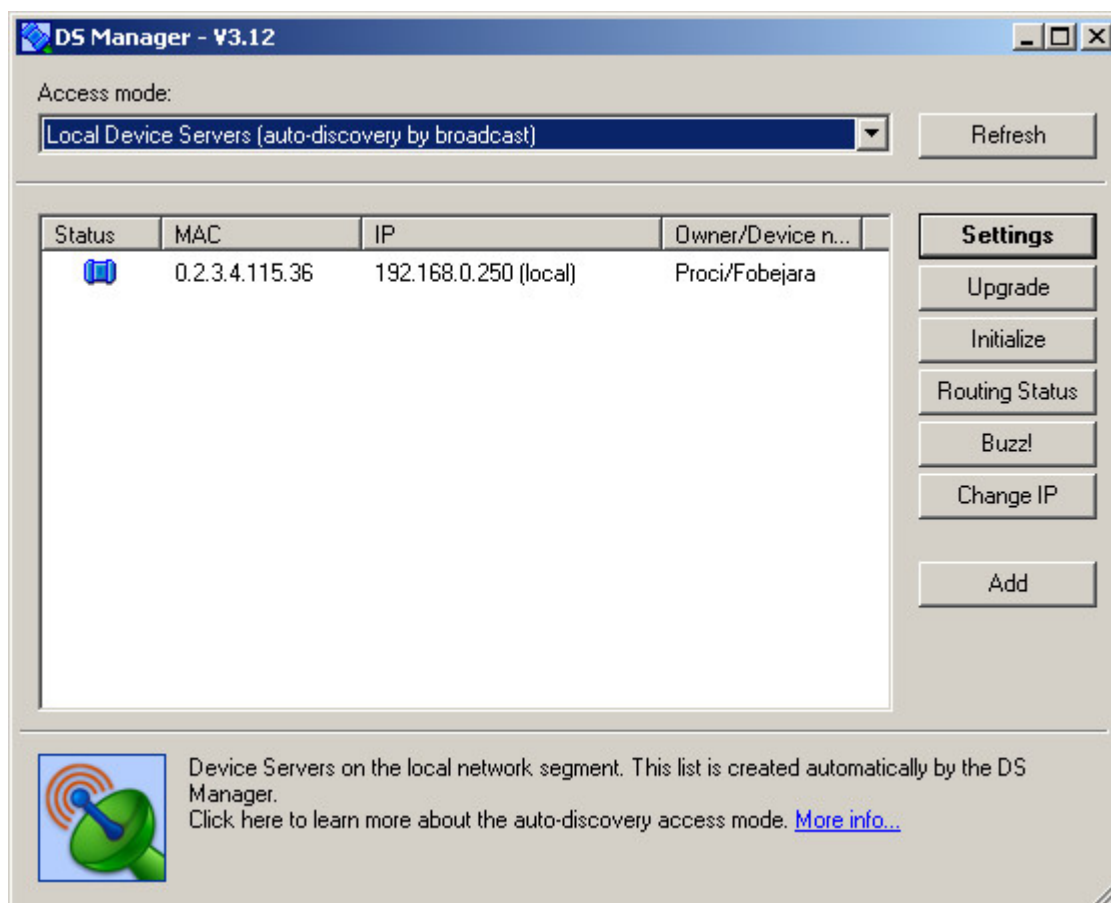 DS Manager - V3.12
Access mode:
Local Device Servers (auto-discovery by broadcast)
Refresh
Status MAC IP Owner/Device n...
0.2.3.4.115.36 192.168.0.250 (local) Proci/Fobejara
Settings
Upgrade
Initialize
Routing Status
Buzz!
Change IP
Add
Device Servers on the local network segment. This list is created automatically by the DS
Manager.
Click here to learn more about the auto-discovery access mode. More info...